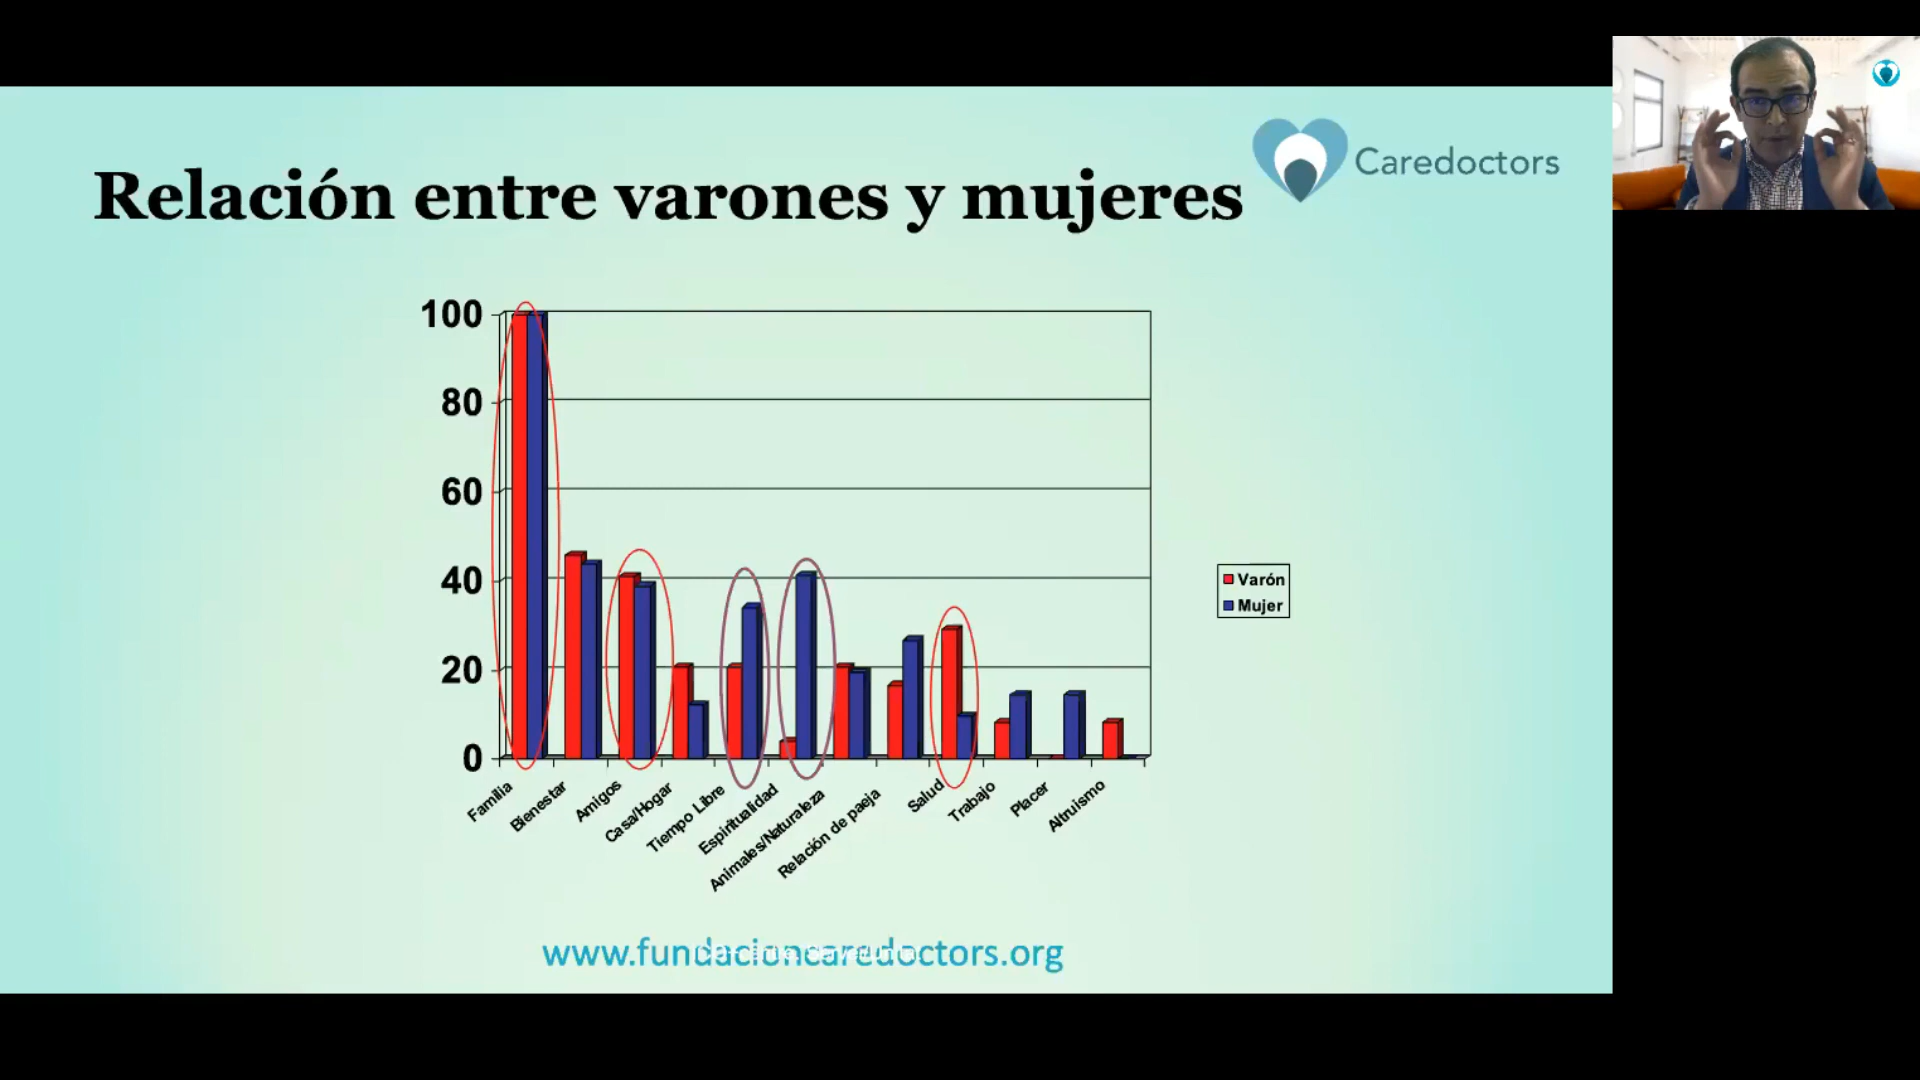 Relación entre varones y mujeres
Caredoctors
100
80
60
40
20
0
Familia
Bienestar
Amigos
Casa/Hogar
Tiempo Libre
Espiritualidad
Animales/Naturaleza
Relación de paeja
Salud
Trabajo
Placer
Altruismo
Varón
Mujer
www.fundacioncaredoctors.org